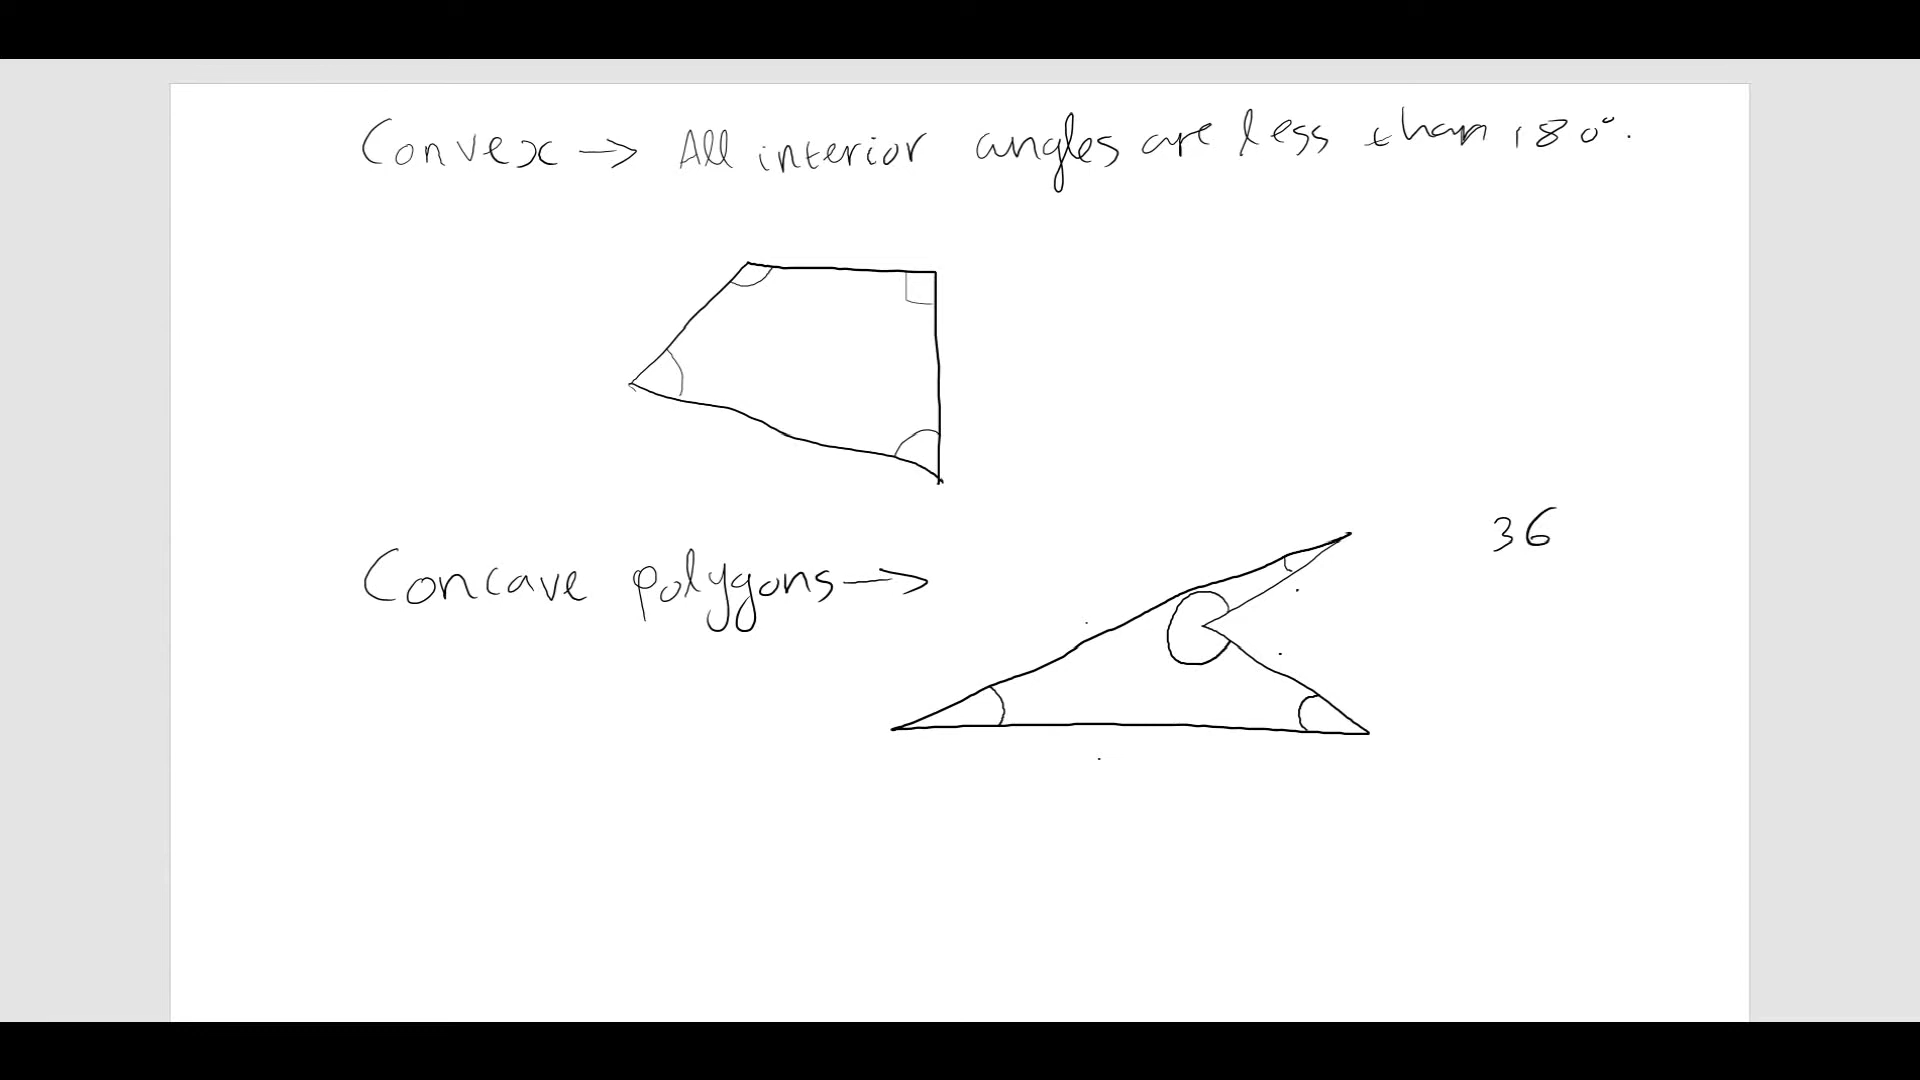 Convex → All interior angles are less than 180°.
36
Concave polygons →